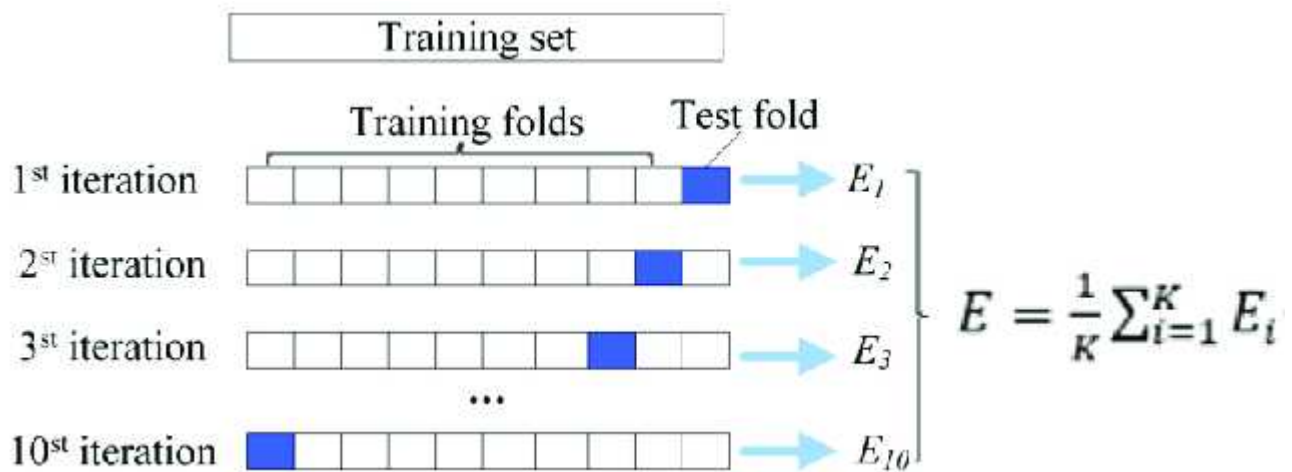 Training set
Training folds
Test fold
1st iteration
E1
2st iteration
E2
3st iteration
E3
...
10st iteration
E10
E = 1/K ∑_{i=1}^{K} E_i